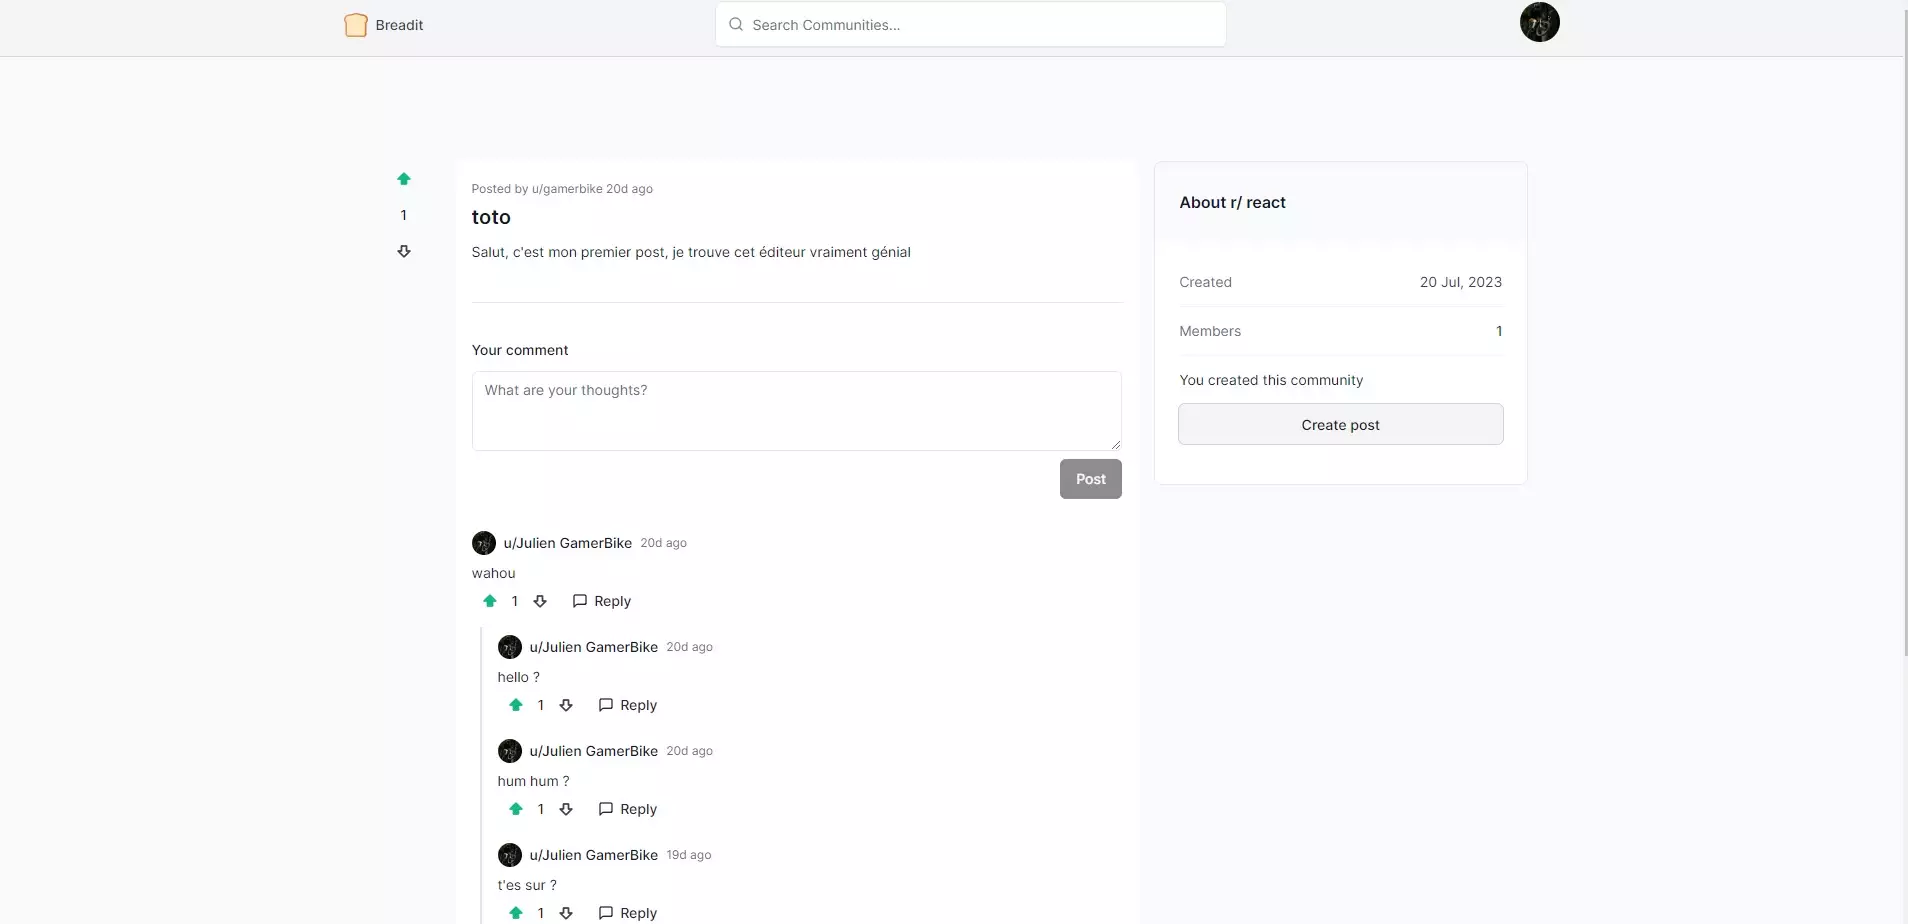 Breadit
Search Communities...
1
Posted by u/gamerbike 20d ago
toto
Salut, c'est mon premier post, je trouve cet éditeur vraiment génial
Your comment
What are your thoughts?
Post
u/Julien GamerBike 20d ago
wahou
1 Reply
u/Julien GamerBike 20d ago
hello ?
1 Reply
u/Julien GamerBike 20d ago
hum hum ?
1 Reply
u/Julien GamerBike 19d ago
t'es sur ?
1 Reply
About r/ react
Created 20 Jul, 2023
Members 1
You created this community
Create post